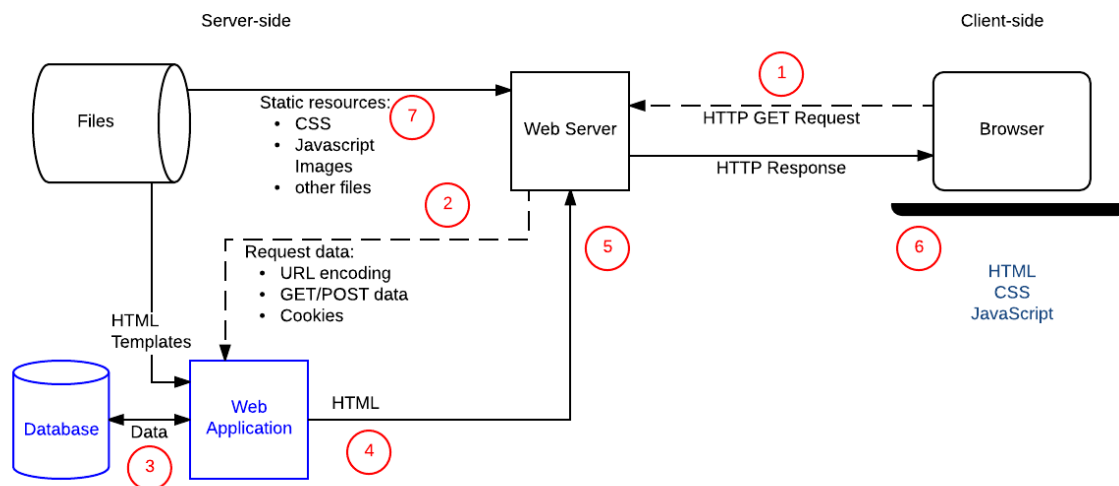 Server-side
Client-side
1
Files
Static resources:
• CSS
• Javascript
Images
• other files
7
Web Server
HTTP GET Request
HTTP Response
Browser
2
5
6
Request data:
• URL encoding
• GET/POST data
• Cookies
HTML
CSS
JavaScript
HTML
Templates
Database
Data
3
Web
Application
HTML
4